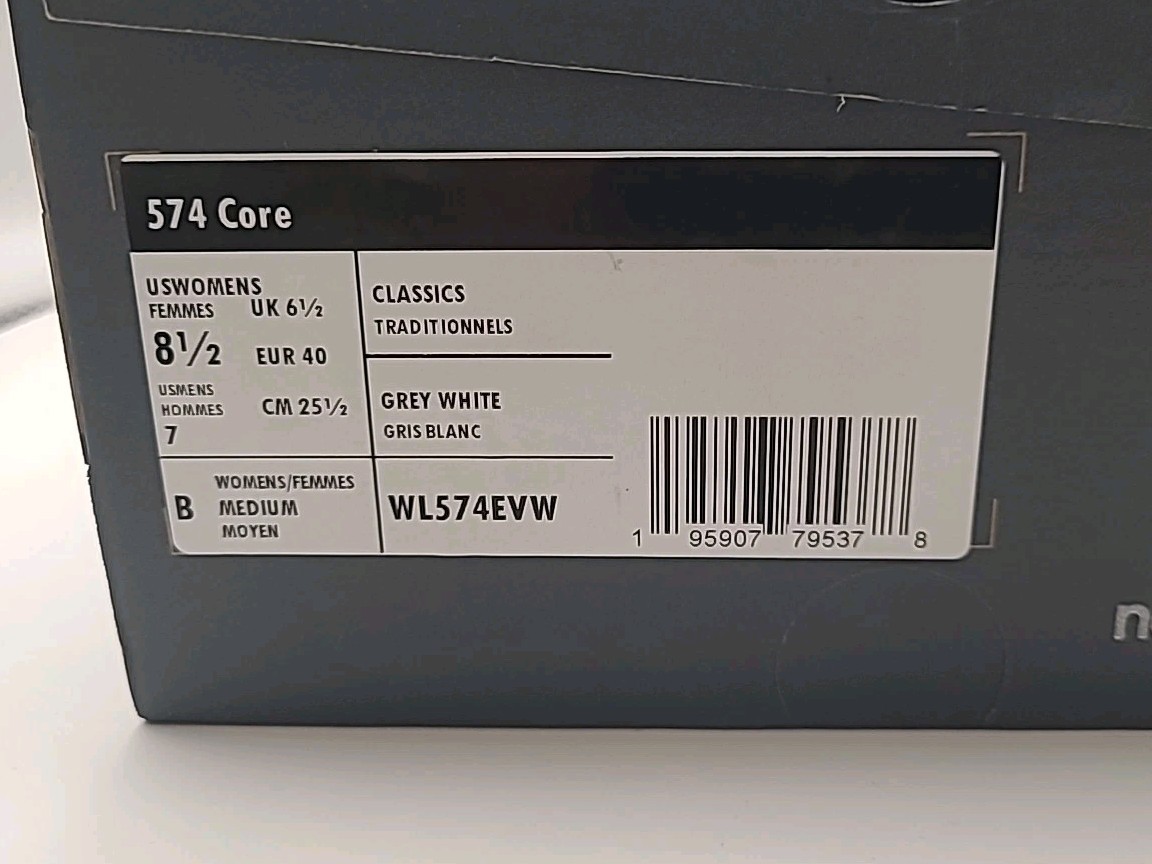 574 Core
USWOMENS
FEMMES UK 6½
8½ EUR 40
USMENS
HOMMES CM 25½
7
CLASSICS
TRADITIONNELS
GREY WHITE
GRIS BLANC
B WOMENS/FEMMES
MEDIUM
MOYEN
WL574EVW
1 95907 79537 8